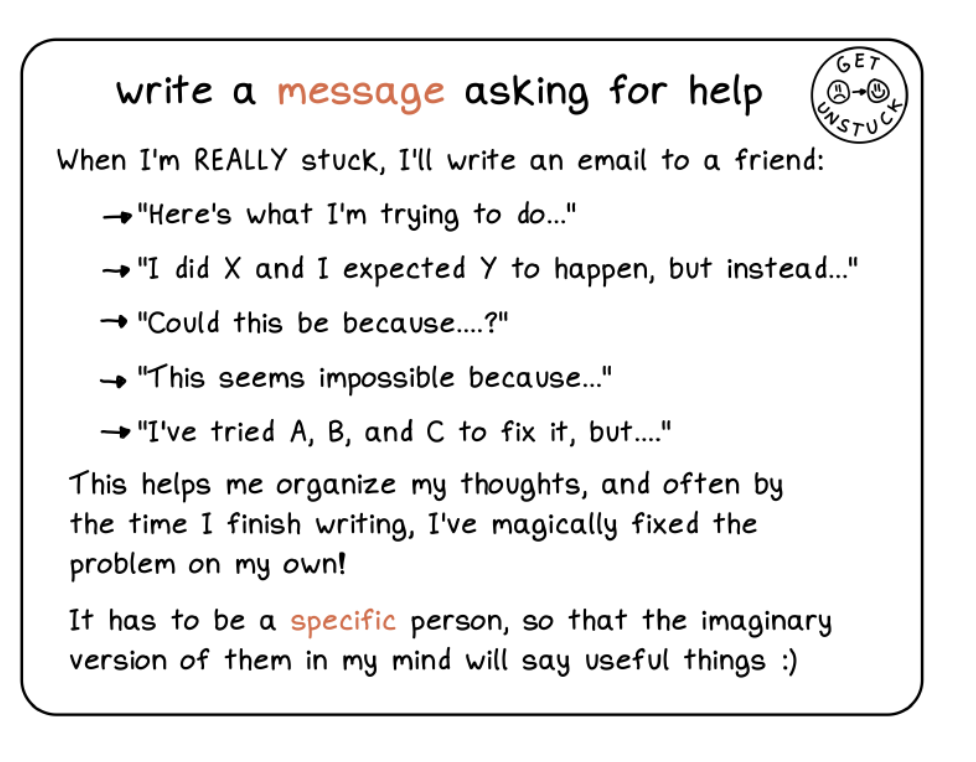 write a message asking for help
GET
UNSTUCK
When I'm REALLY stuck, I'll write an email to a friend:
→"Here's what I'm trying to do..."
→"I did X and I expected Y to happen, but instead..."
→"Could this be because....?"
→"This seems impossible because..."
→"I've tried A, B, and C to fix it, but...."
This helps me organize my thoughts, and often by
the time I finish writing, I've magically fixed the
problem on my own!
It has to be a specific person, so that the imaginary
version of them in my mind will say useful things :)